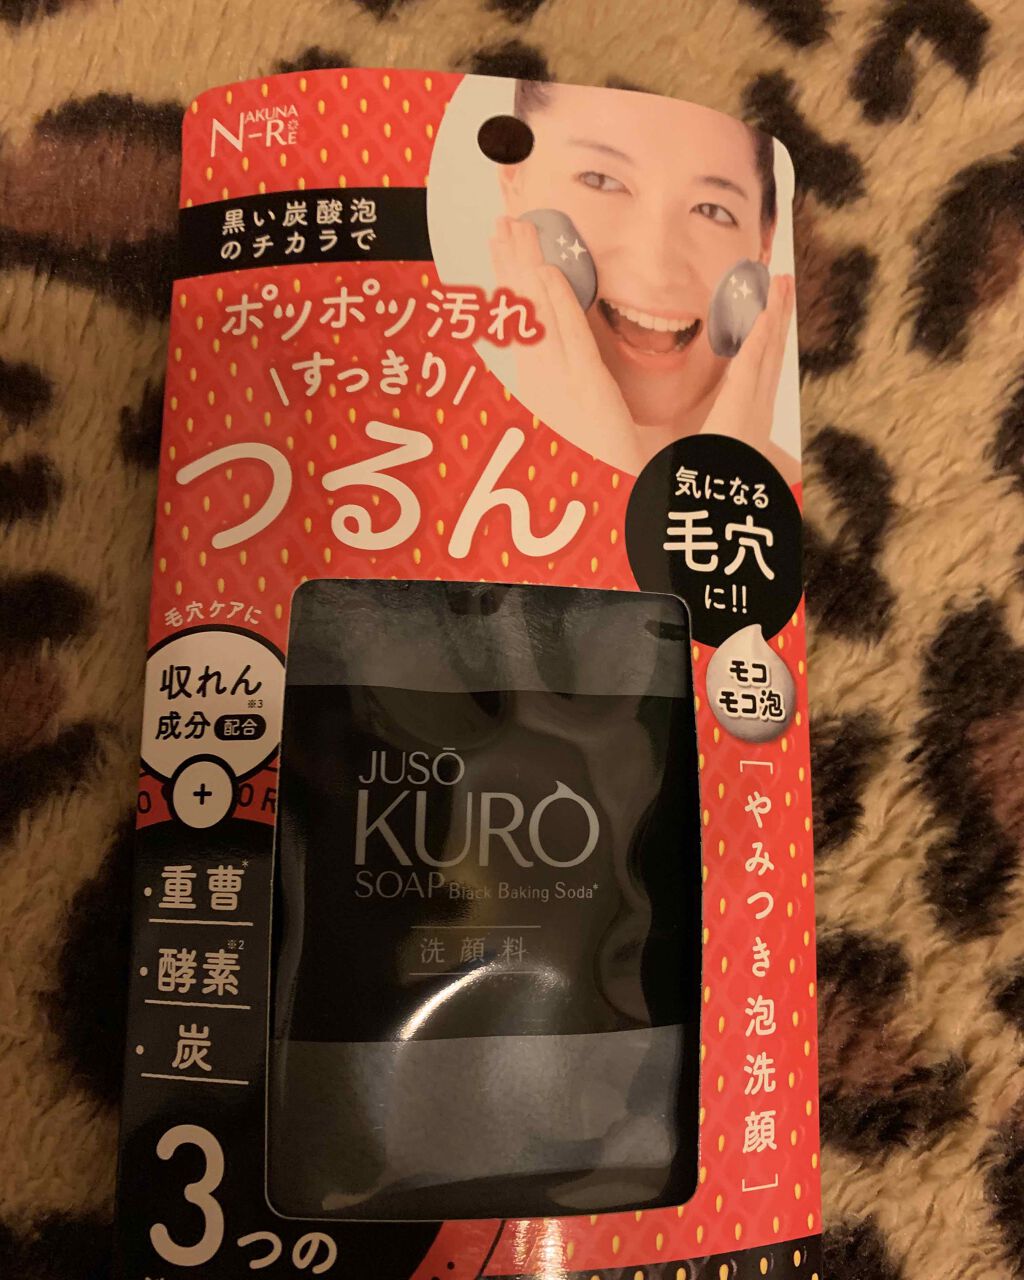 NAKUNA-RE
黒い炭酸泡
のチカラで
ポツポツ汚れ
\すっきり/
つるん
気になる
毛穴
に!!
モコ
モコ泡
[やみつき泡洗顔]
毛穴ケアに
収れん※3
成分 配合
+
・重曹*
・酵素※2
・炭
3つの
JUSŌ
KURO
SOAP Black Baking Soda*
洗顔料